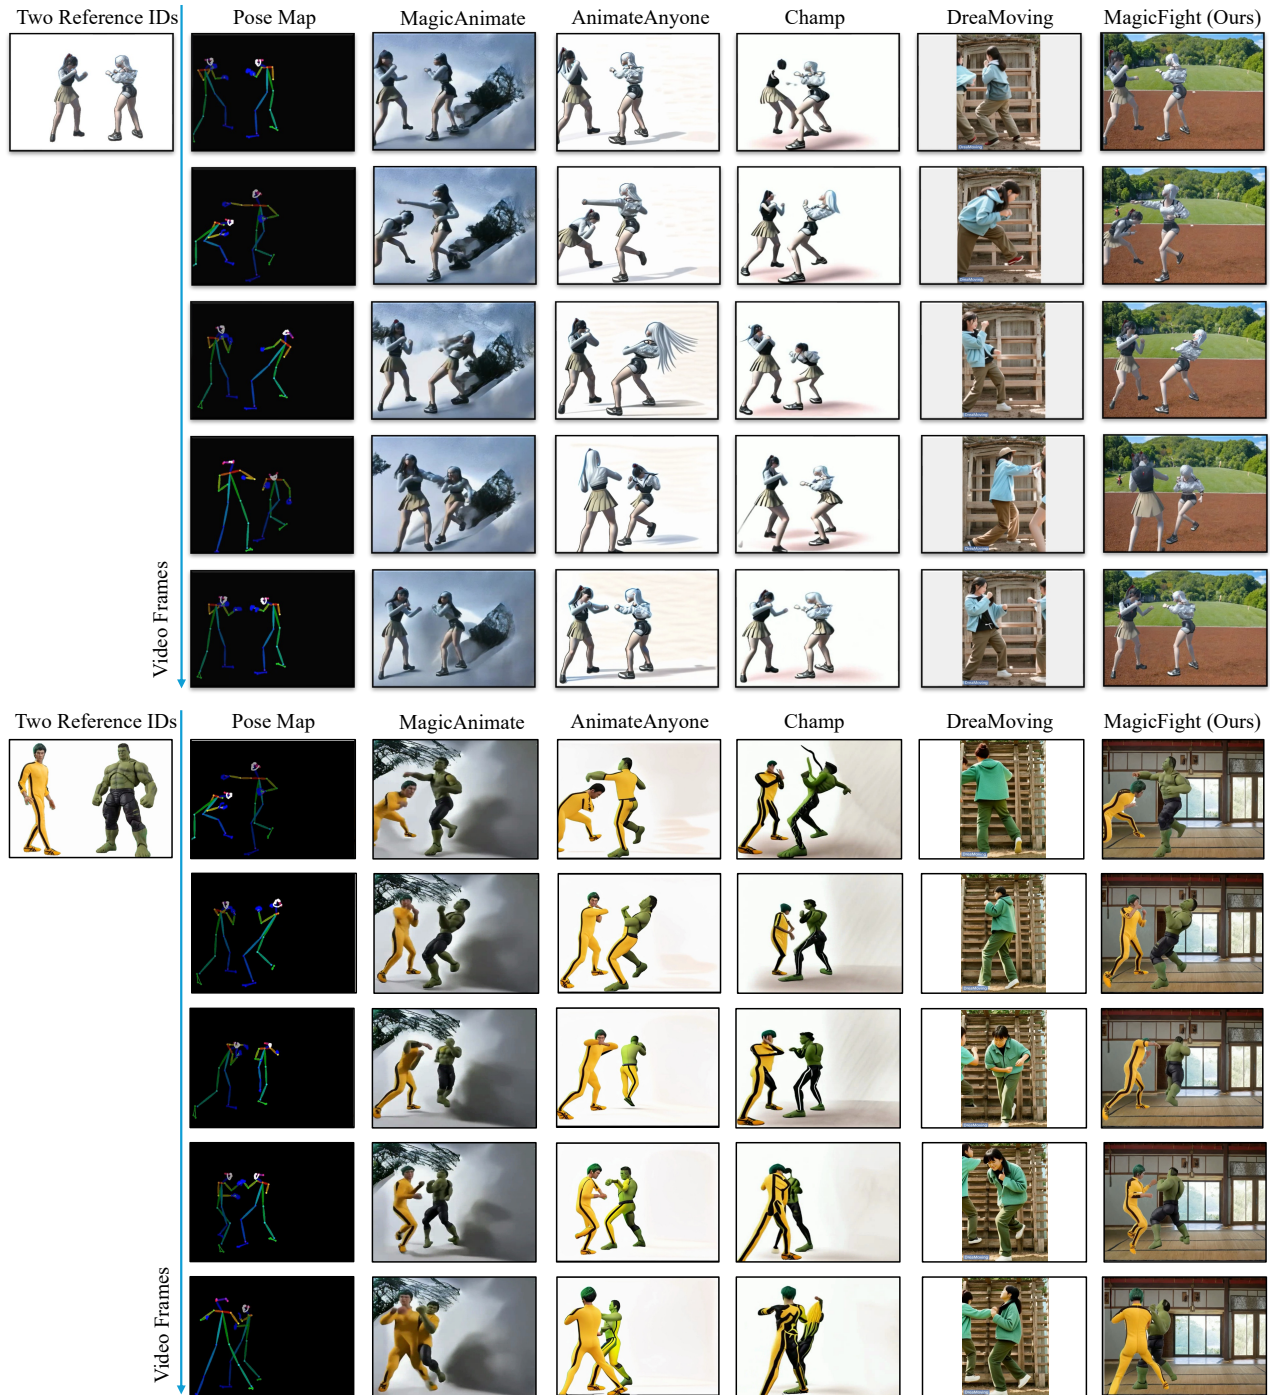 Two Reference IDs
Pose Map
MagicAnimate
AnimateAnyone
Champ
DreaMoving
MagicFight (Ours)
Video Frames
Two Reference IDs
Pose Map
MagicAnimate
AnimateAnyone
Champ
DreaMoving
MagicFight (Ours)
Video Frames